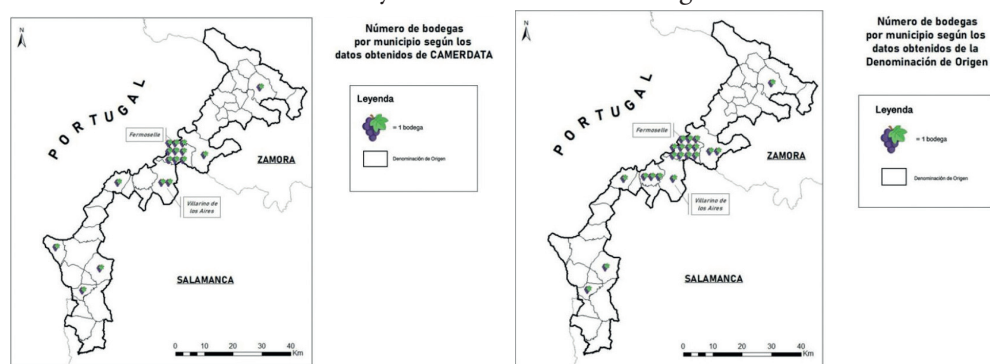 N
Número de bodegas
por municipio según los
datos obtenidos de CAMERDATA
Leyenda
= 1 bodega
Denominación de Origen
PORTUGAL
Fermoselle
ZAMORA
Villarino de
los Aires
SALAMANCA
0 10 20 30 40
Km
N
Número de bodegas
por municipio según los
datos obtenidos de la
Denominación de Origen
Leyenda
= 1 bodega
Denominación de Origen
PORTUGAL
Fermoselle
ZAMORA
Villarino de
los Aires
SALAMANCA
0 10 20 30 40
Km